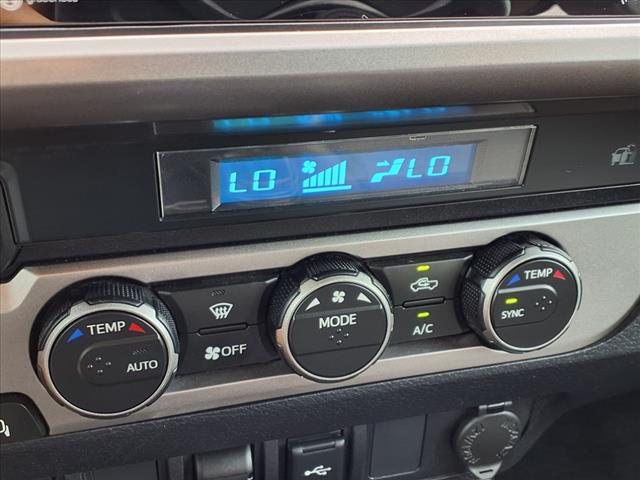 LO LO
TEMP
AUTO
OFF
MODE
A/C
TEMP
SYNC